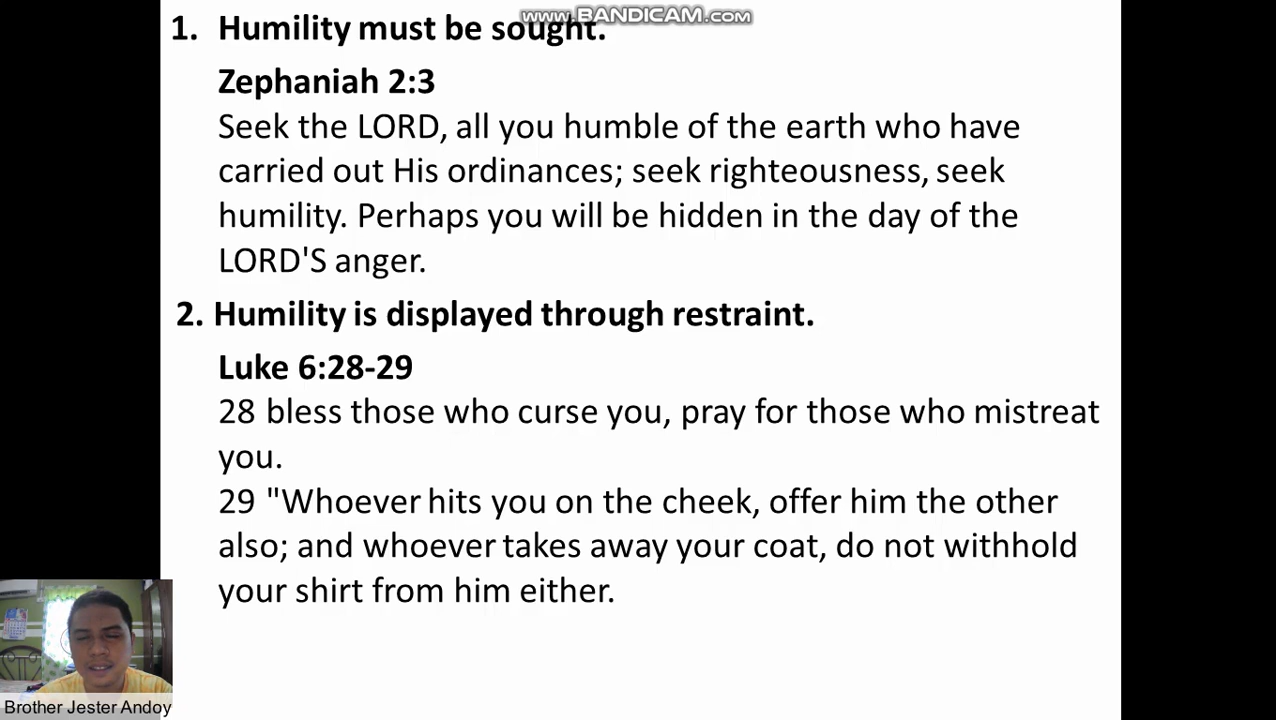 www.BANDICAM.com
1. Humility must be sought.
Zephaniah 2:3
Seek the LORD, all you humble of the earth who have
carried out His ordinances; seek righteousness, seek
humility. Perhaps you will be hidden in the day of the
LORD'S anger.
2. Humility is displayed through restraint.
Luke 6:28-29
28 bless those who curse you, pray for those who mistreat
you.
29 "Whoever hits you on the cheek, offer him the other
also; and whoever takes away your coat, do not withhold
your shirt from him either.
Brother Jester Andoy